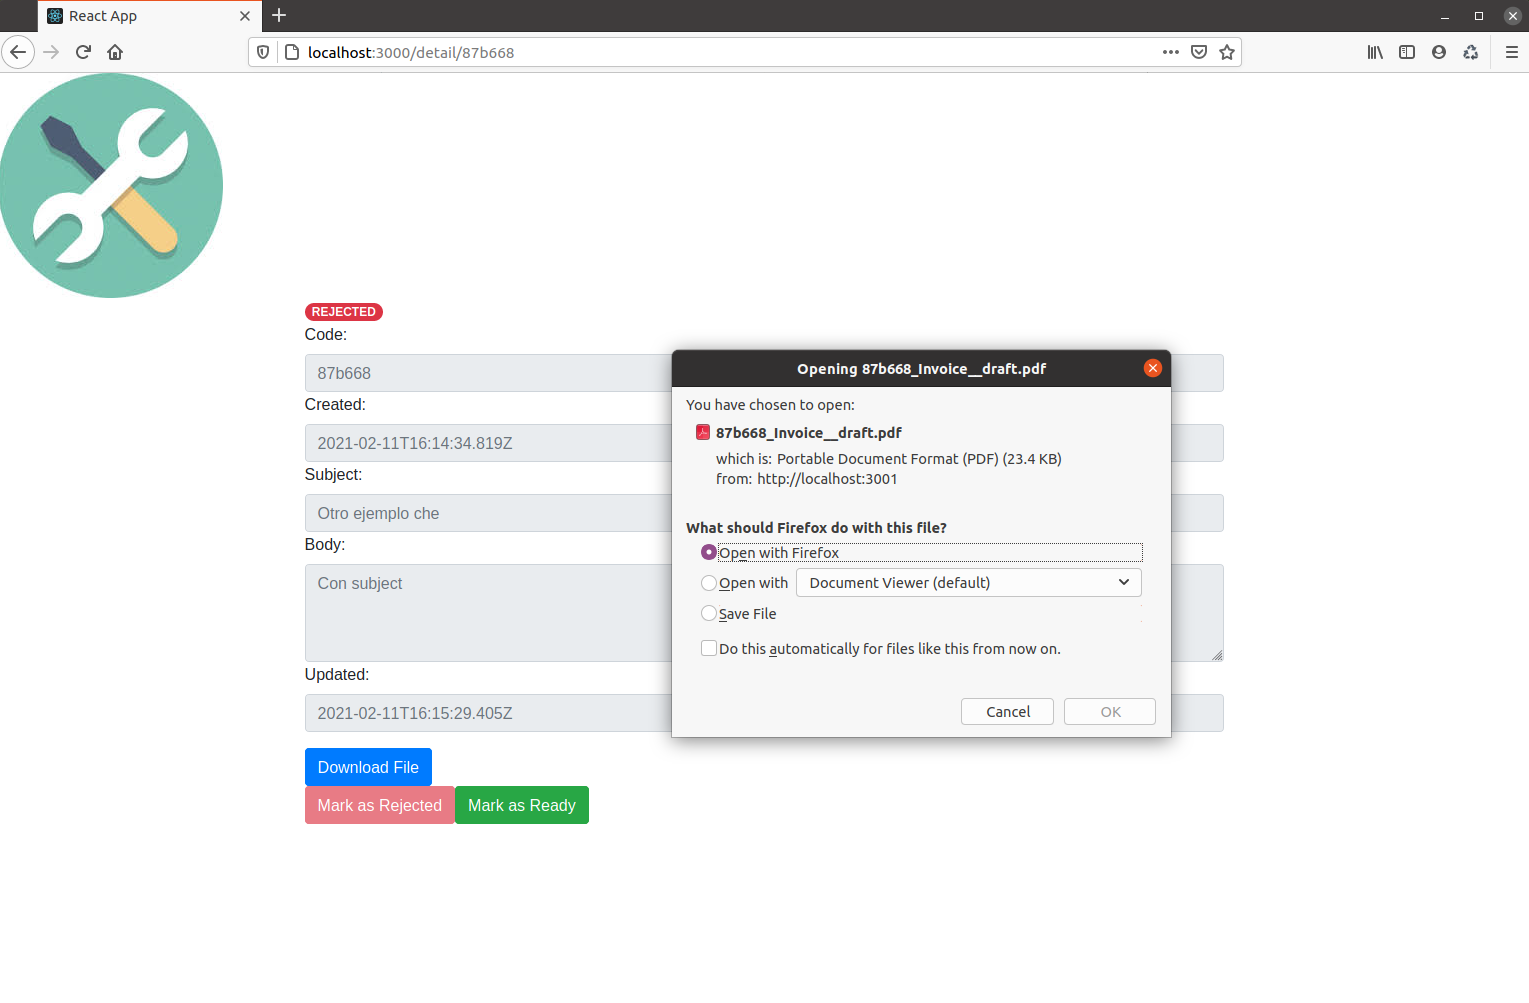 React App
localhost:3000/detail/87b668
REJECTED
Code:
87b668
Created:
2021-02-11T16:14:34.819Z
Subject:
Otro ejemplo che
Body:
Con subject
Updated:
2021-02-11T16:15:29.405Z
Download File
Mark as Rejected Mark as Ready
Opening 87b668_Invoice__draft.pdf
You have chosen to open:
87b668_Invoice__draft.pdf
which is: Portable Document Format (PDF) (23.4 KB)
from: http://localhost:3001
What should Firefox do with this file?
Open with Firefox
Open with Document Viewer (default)
Save File
Do this automatically for files like this from now on.
Cancel OK